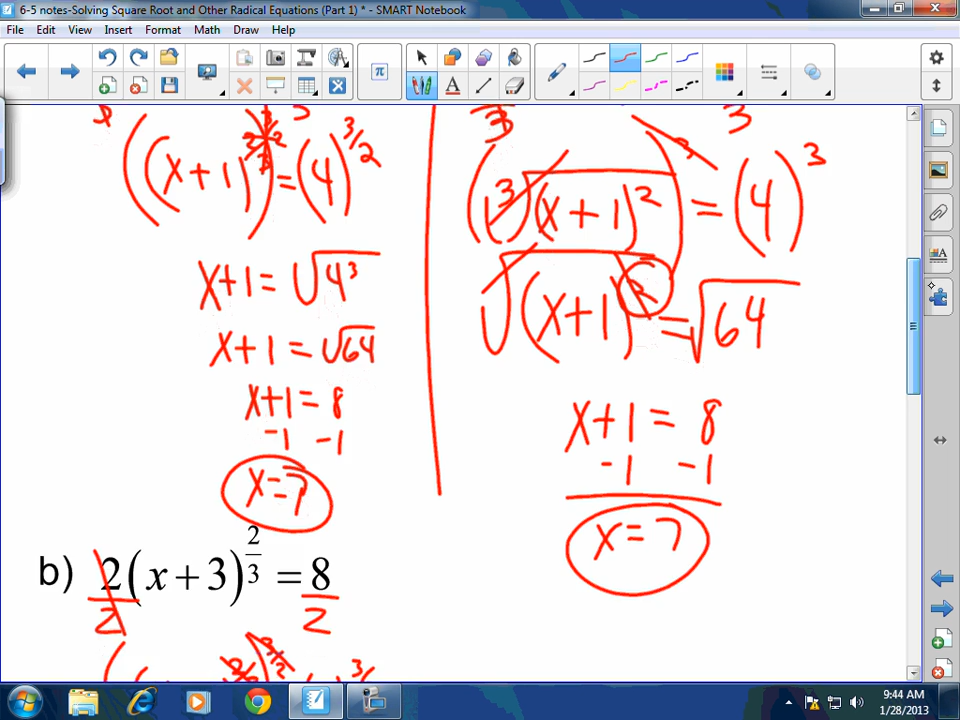 6-5 notes-Solving Square Root and Other Radical Equations (Part 1) * - SMART Notebook
File Edit View Insert Format Math Draw Help
π
((x+1)^2/3) = (4)^3/2
x+1 = √4³
x+1 = √64
x+1 = 8
-1 -1
x=7
(³√(x+1)²)³ = (4)³
√(x+1)² = √64
x+1 = 8
-1 -1
x=7
b) 2(x+3)^2/3 = 8
2 2
9:44 AM
1/28/2013